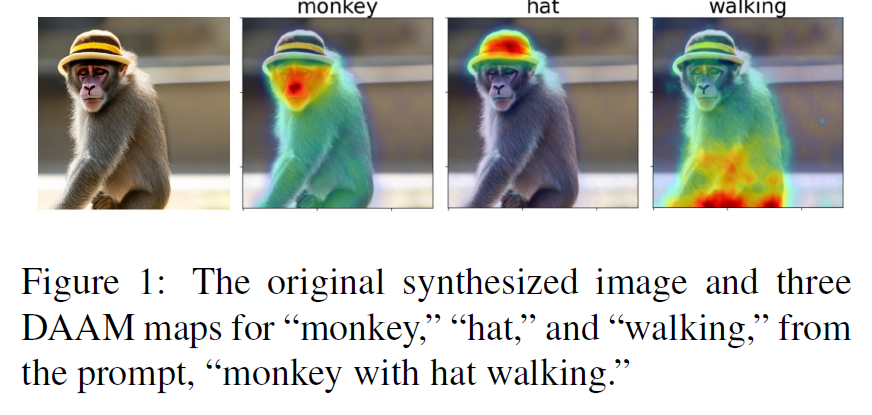 monkey hat walking
Figure 1: The original synthesized image and three
DAAM maps for “monkey,” “hat,” and “walking,” from
the prompt, “monkey with hat walking.”